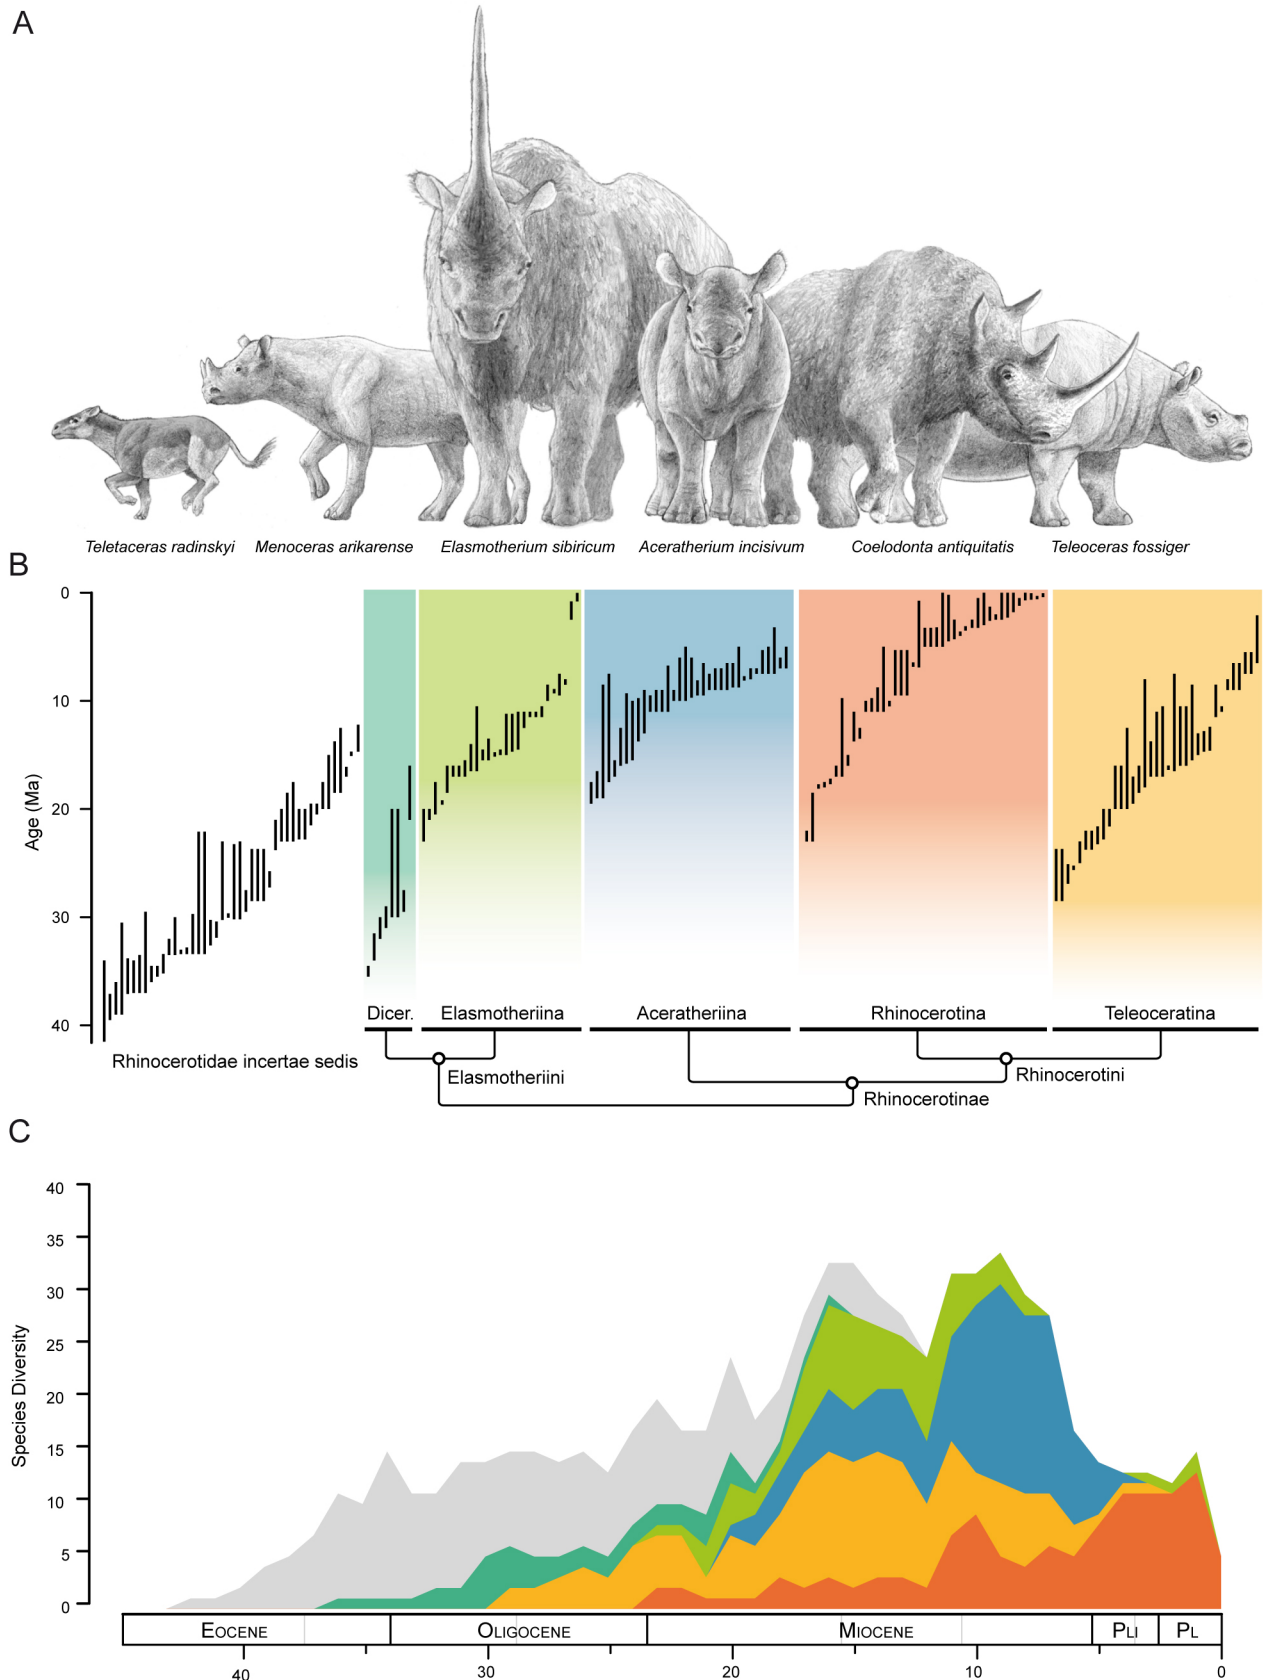 A
Teletaceras radinskyi Menoceras arikarense Elasmotherium sibiricum Aceratherium incisivum Coelodonta antiquitatis Teleoceras fossiger
B
0
10
20
30
40
Age (Ma)
Dicer. Elasmotheriina Aceratheriina Rhinocerotina Teleoceratina
Rhinocerotidae incertae sedis
Elasmotheriini
Rhinocerotini
Rhinocerotinae
C
40
35
30
25
20
15
10
5
0
Species Diversity
EOCENE OLIGOCENE MIOCENE PLI PL
40 30 20 10 0